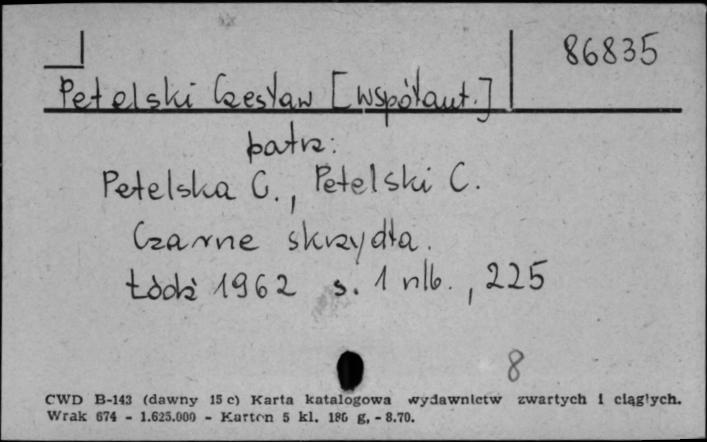 86835
Petelski Czesław [współaut.]
patrz:
Petelska C., Petelski C.
Czarne skrzydła.
Łódź 1962 s. 1 nlb., 225
8
CWD B-143 (dawny 15 c) Karta katalogowa wydawnictw zwartych i ciągłych.
Wrak 674 - 1.625.000 - Karton 5 kl. 180 g, - 8.70.